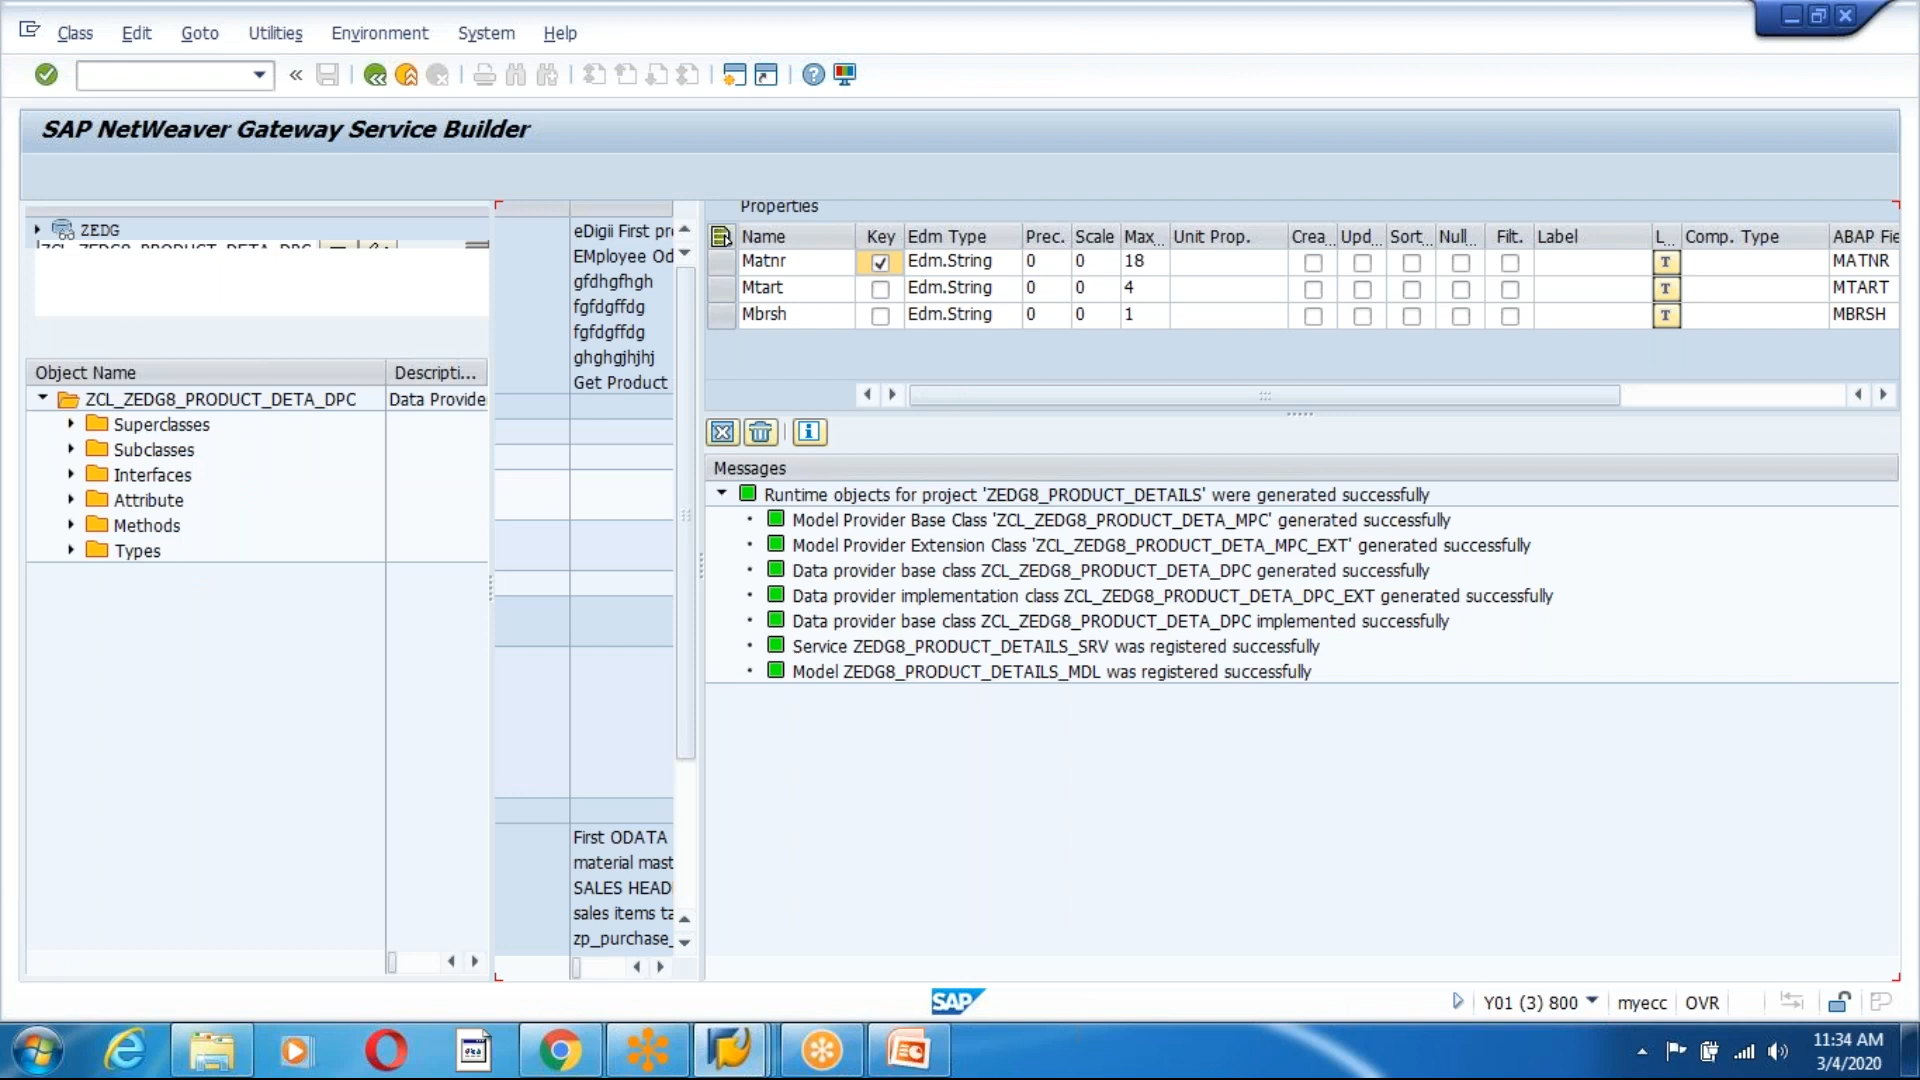 Class Edit Goto Utilities Environment System Help
SAP NetWeaver Gateway Service Builder
ZEDG
Object Name Descripti...
ZCL_ZEDG8_PRODUCT_DETA_DPC Data Provide
Superclasses
Subclasses
Interfaces
Attribute
Methods
Types
eDigii First pr
EMployee Od
gfdhgfhgh
fgfdgffdg
fgfdgffdg
ghghgjhjhj
Get Product
First ODATA
material mast
SALES HEAD
sales items ta
zp_purchase_
Properties
Name Key Edm Type Prec. Scale Max... Unit Prop. Crea... Upd... Sort... Null... Filt. Label L... Comp. Type ABAP Fie
Matnr Edm.String 0 0 18 T MATNR
Mtart Edm.String 0 0 4 T MTART
Mbrsh Edm.String 0 0 1 T MBRSH
Messages
Runtime objects for project 'ZEDG8_PRODUCT_DETAILS' were generated successfully
Model Provider Base Class 'ZCL_ZEDG8_PRODUCT_DETA_MPC' generated successfully
Model Provider Extension Class 'ZCL_ZEDG8_PRODUCT_DETA_MPC_EXT' generated successfully
Data provider base class ZCL_ZEDG8_PRODUCT_DETA_DPC generated successfully
Data provider implementation class ZCL_ZEDG8_PRODUCT_DETA_DPC_EXT generated successfully
Data provider base class ZCL_ZEDG8_PRODUCT_DETA_DPC implemented successfully
Service ZEDG8_PRODUCT_DETAILS_SRV was registered successfully
Model ZEDG8_PRODUCT_DETAILS_MDL was registered successfully
SAP
Y01 (3) 800 myecc OVR
11:34 AM
3/4/2020